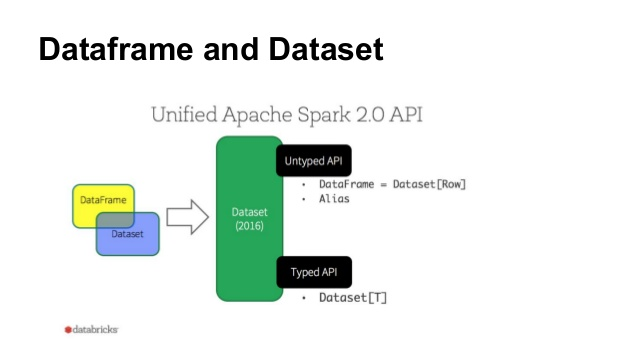 Dataframe and Dataset
Unified Apache Spark 2.0 API
DataFrame
Dataset
Dataset
(2016)
Untyped API
• DataFrame = Dataset[Row]
• Alias
Typed API
• Dataset[T]
databricks